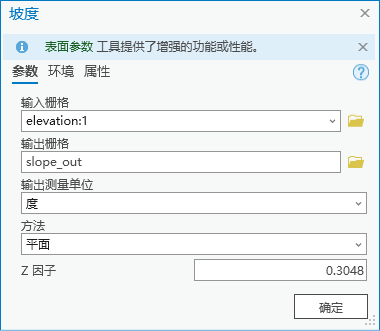 坡度
表面参数 工具提供了增强的功能或性能。
参数 环境 属性
输入栅格
elevation:1
输出栅格
slope_out
输出测量单位
度
方法
平面
Z 因子 0.3048
确定